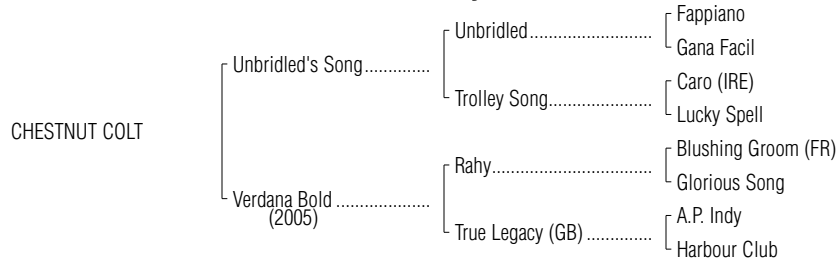 Fappiano
Unbridled..............................
Gana Facil
Unbridled's Song...............
Caro (IRE)
Trolley Song..........................
Lucky Spell
CHESTNUT COLT
Blushing Groom (FR)
Rahy......................................
Glorious Song
Verdana Bold .....................
(2005)
A.P. Indy
True Legacy (GB) ...............
Harbour Club